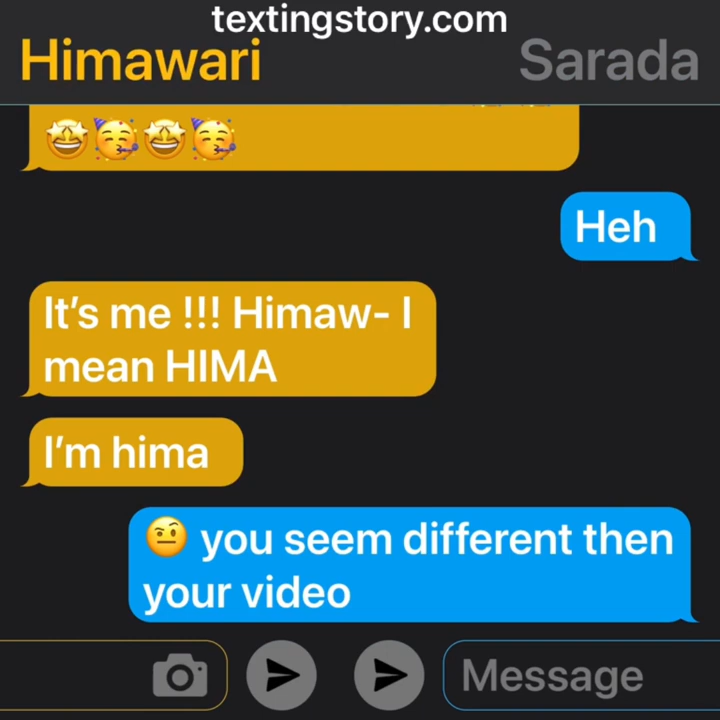 textingstory.com
Himawari Sarada
🤩🥳🤩🥳
Heh
It's me !!! Himaw- I
mean HIMA
I'm hima
🤨 you seem different then
your video
Message